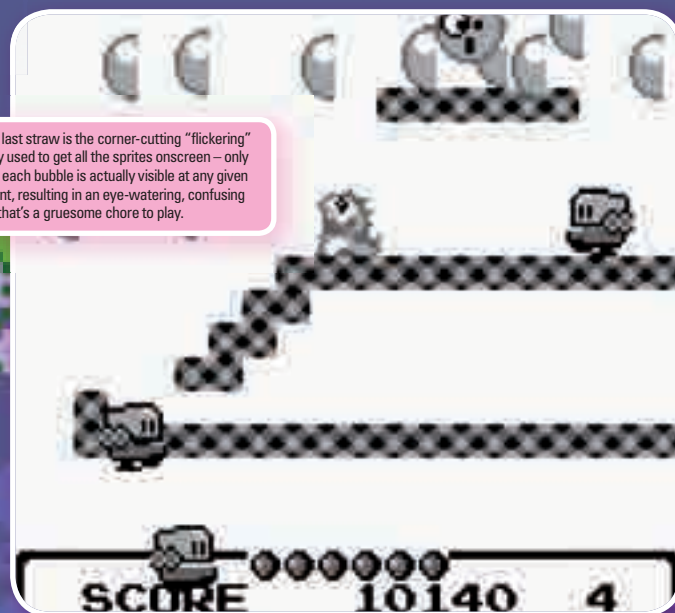 last straw is the corner-cutting “flickering”
used to get all the sprites onscreen – only
each bubble is actually visible at any given
resulting in an eye-watering, confusing
that’s a gruesome chore to play.
SCORE 10140 4